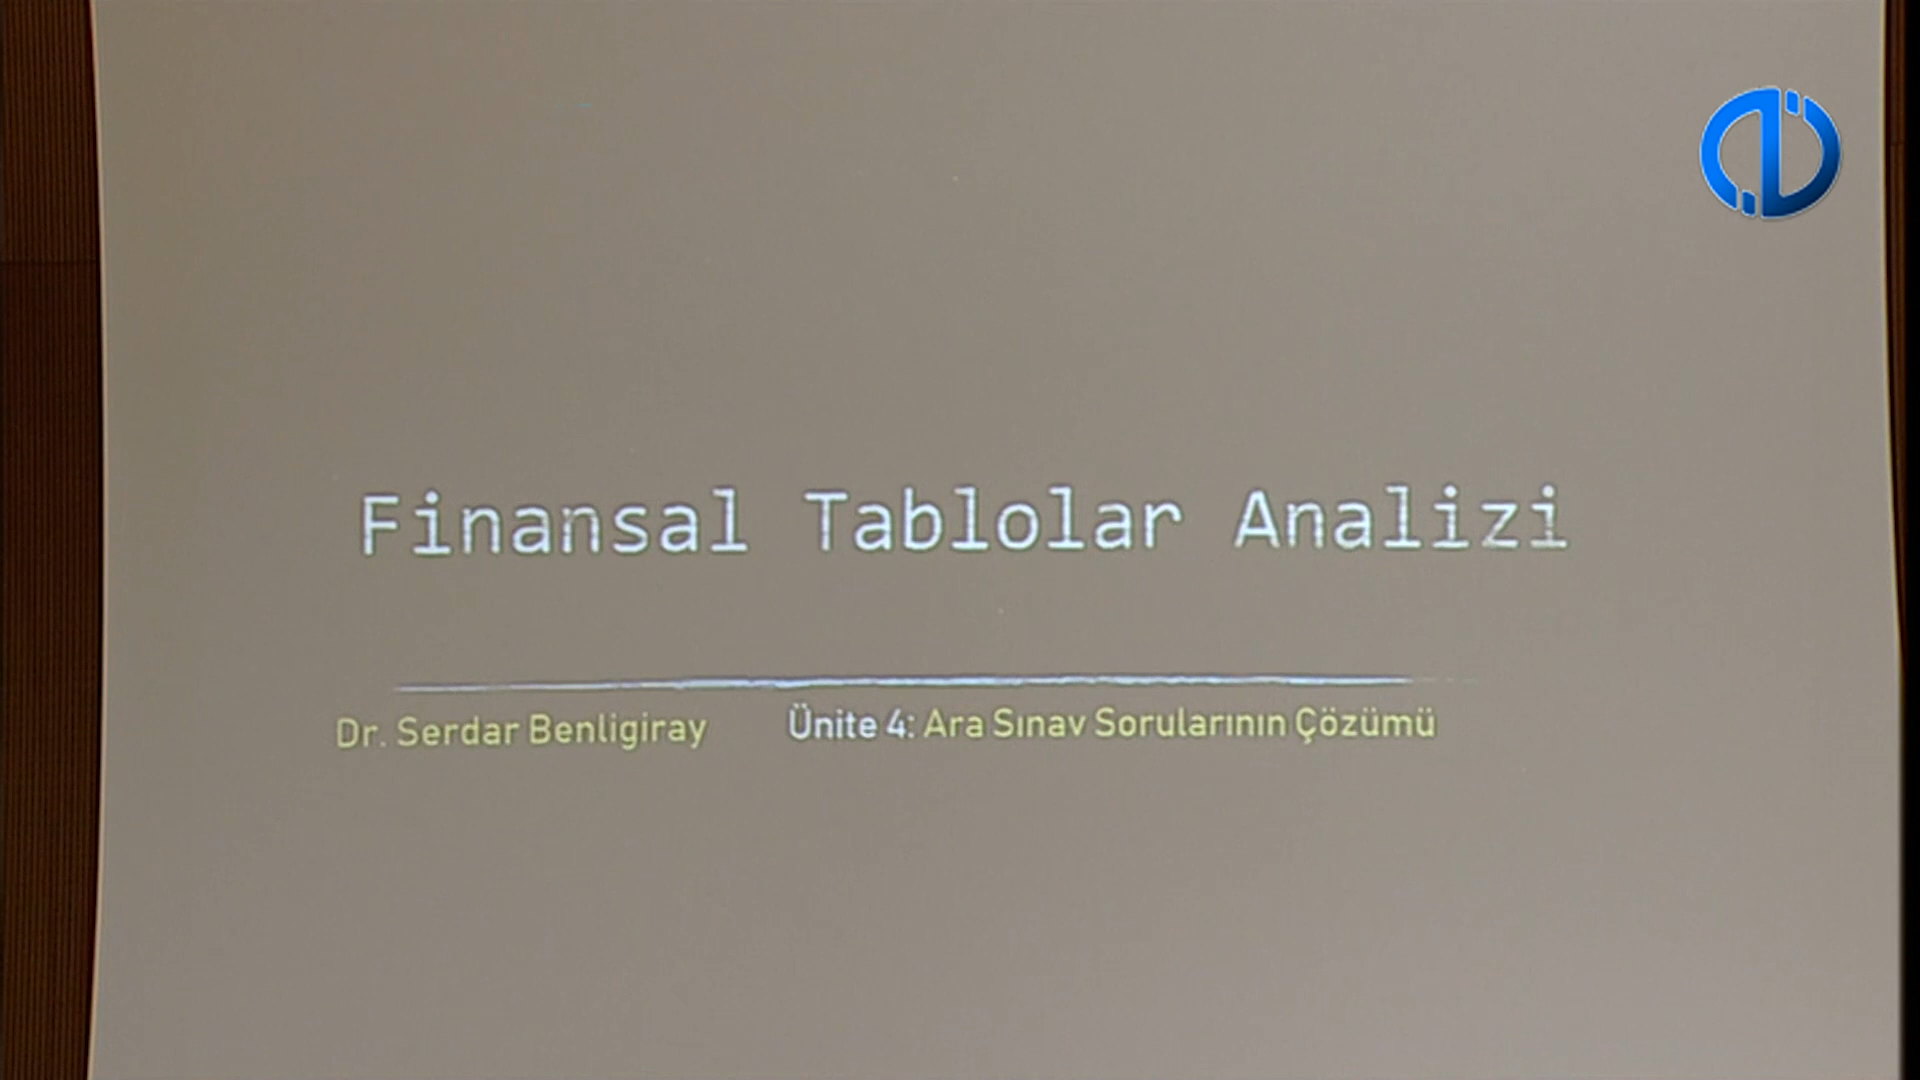 Finansal Tablolar Analizi
Dr. Serdar Benligiray Ünite 4: Ara Sınav Sorularının Çözümü